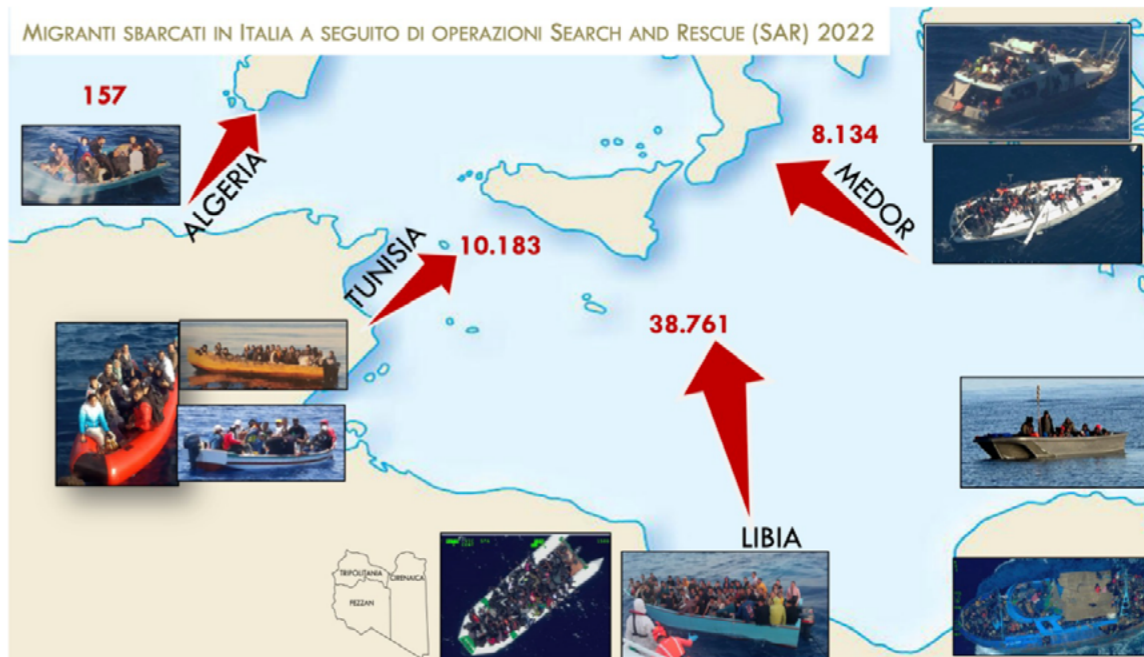 MIGRANTI SBARCATI IN ITALIA A SEGUITO DI OPERAZIONI SEARCH AND RESCUE (SAR) 2022
157
ALGERIA
8.134
MEDOR
TUNISIA
10.183
38.761
LIBIA
TRIPOLITANIA
CIRENAICA
FEZZAN